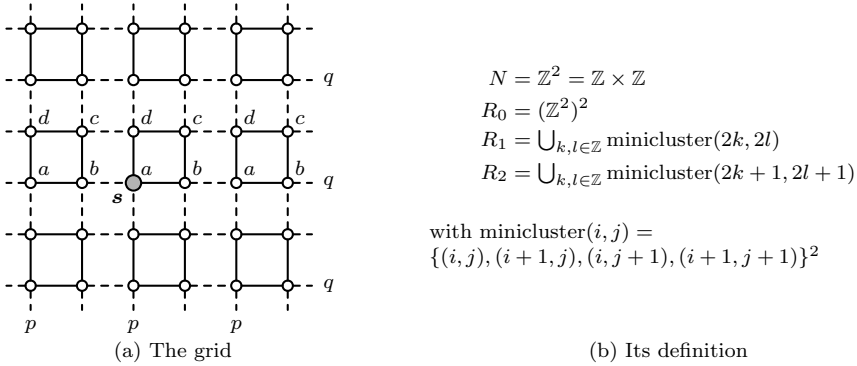 q
d c d c d c
a b a b a b q
s
q
p p p
(a) The grid
N = ℤ² = ℤ × ℤ
R₀ = (ℤ²)²
R₁ = ⋃ₖ,ₗ∈ℤ minicluster(2k, 2l)
R₂ = ⋃ₖ,ₗ∈ℤ minicluster(2k + 1, 2l + 1)
with minicluster(i, j) =
{(i, j), (i + 1, j), (i, j + 1), (i + 1, j + 1)}²
(b) Its definition